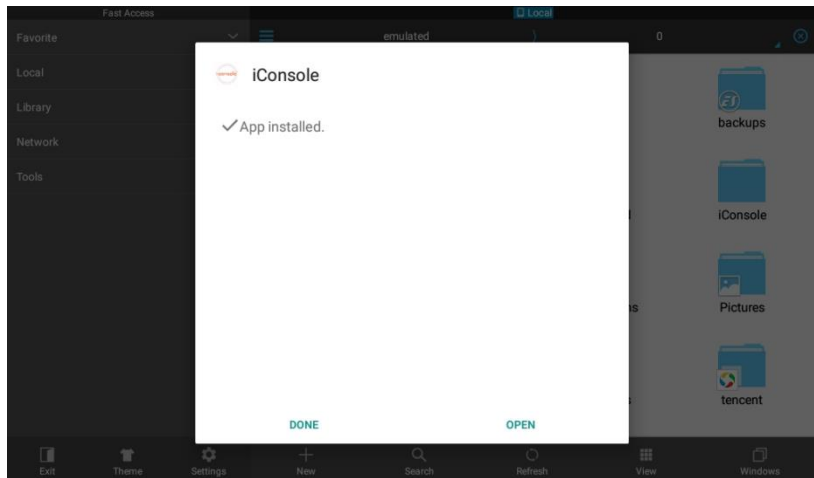 Fast Access
Local
Favorite
emulated
0
Local
Library
Network
Tools
iConsole
App installed.
backups
iConsole
Pictures
tencent
DONE
OPEN
Exit
Theme
Settings
New
Search
Refresh
View
Windows